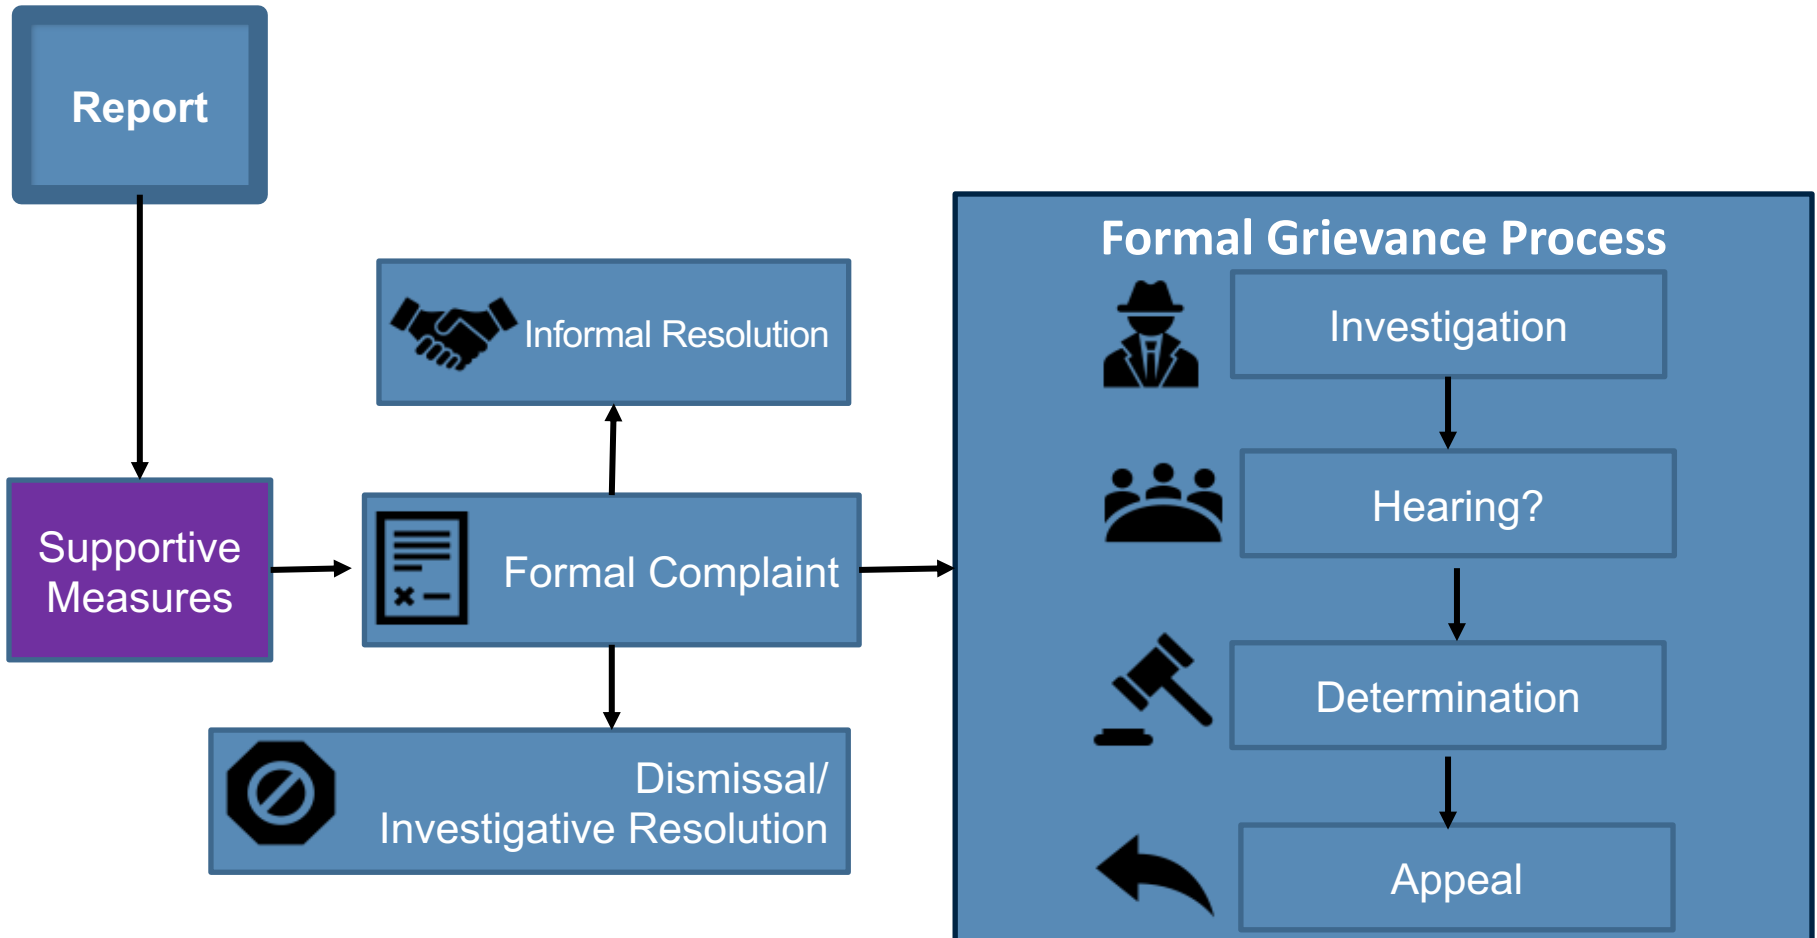 Report
Supportive
Measures
Informal Resolution
Formal Complaint
Dismissal/
Investigative Resolution
Formal Grievance Process
Investigation
Hearing?
Determination
Appeal